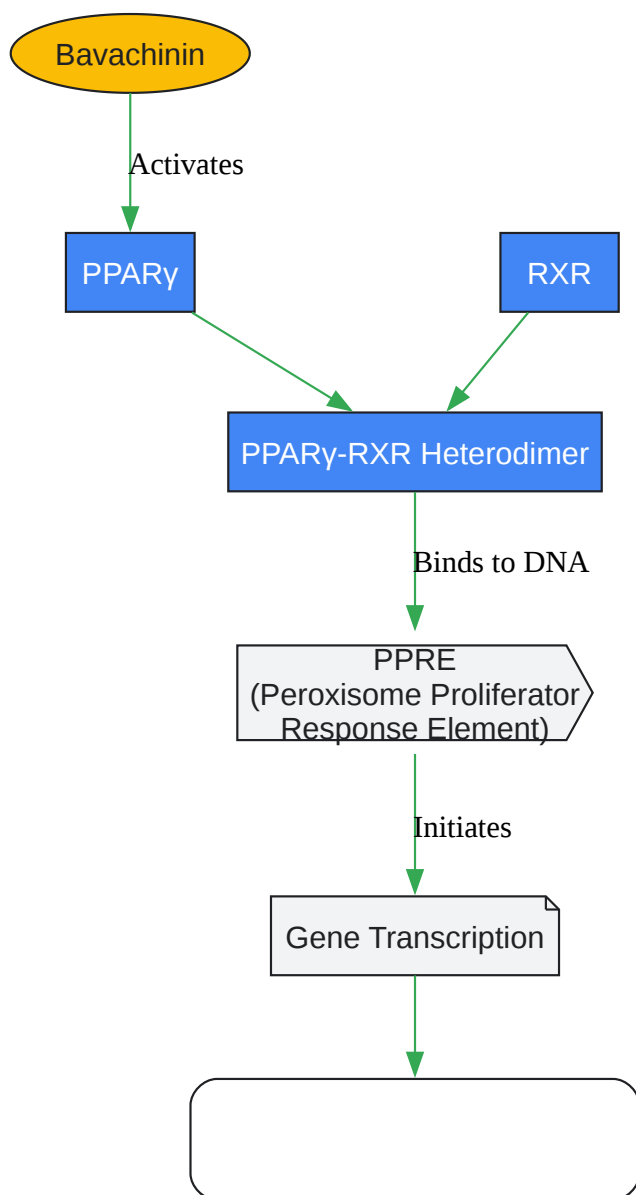 Bavachinin
Activates
PPARγ
RXR
PPARγ-RXR Heterodimer
Binds to DNA
PPRE
(Peroxisome Proliferator
Response Element)
Initiates
Gene Transcription